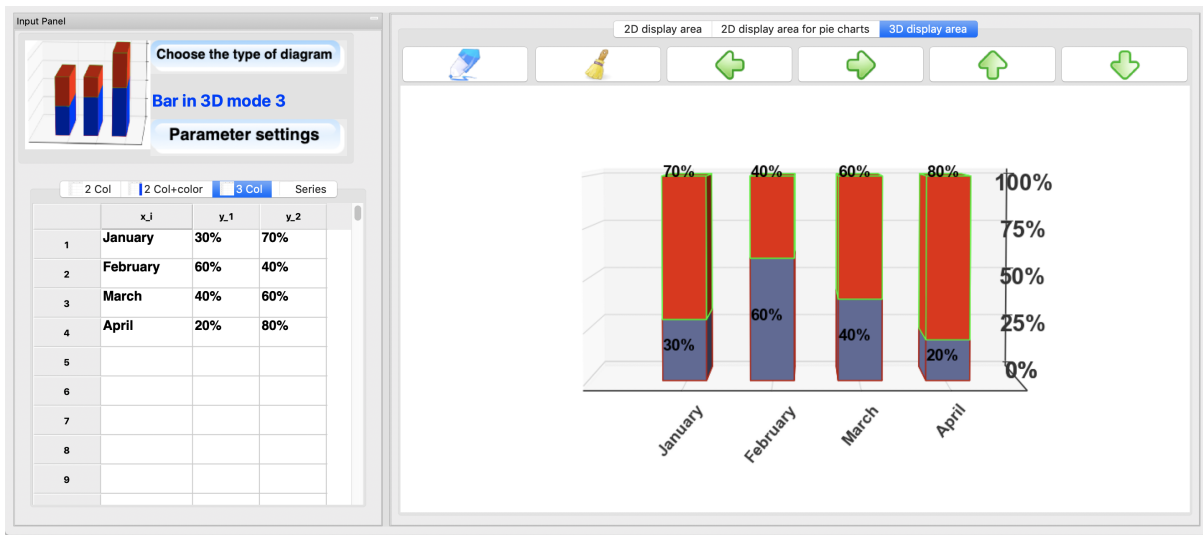 Input Panel
Choose the type of diagram
Bar in 3D mode 3
Parameter settings
2 Col 2 Col+color 3 Col Series
x_i y_1 y_2
1 January 30% 70%
2 February 60% 40%
3 March 40% 60%
4 April 20% 80%
5
6
7
8
9
2D display area 2D display area for pie charts 3D display area
70% 40% 60% 80%
100%
75%
50%
25%
0%
60%
40%
30%
20%
January February March April